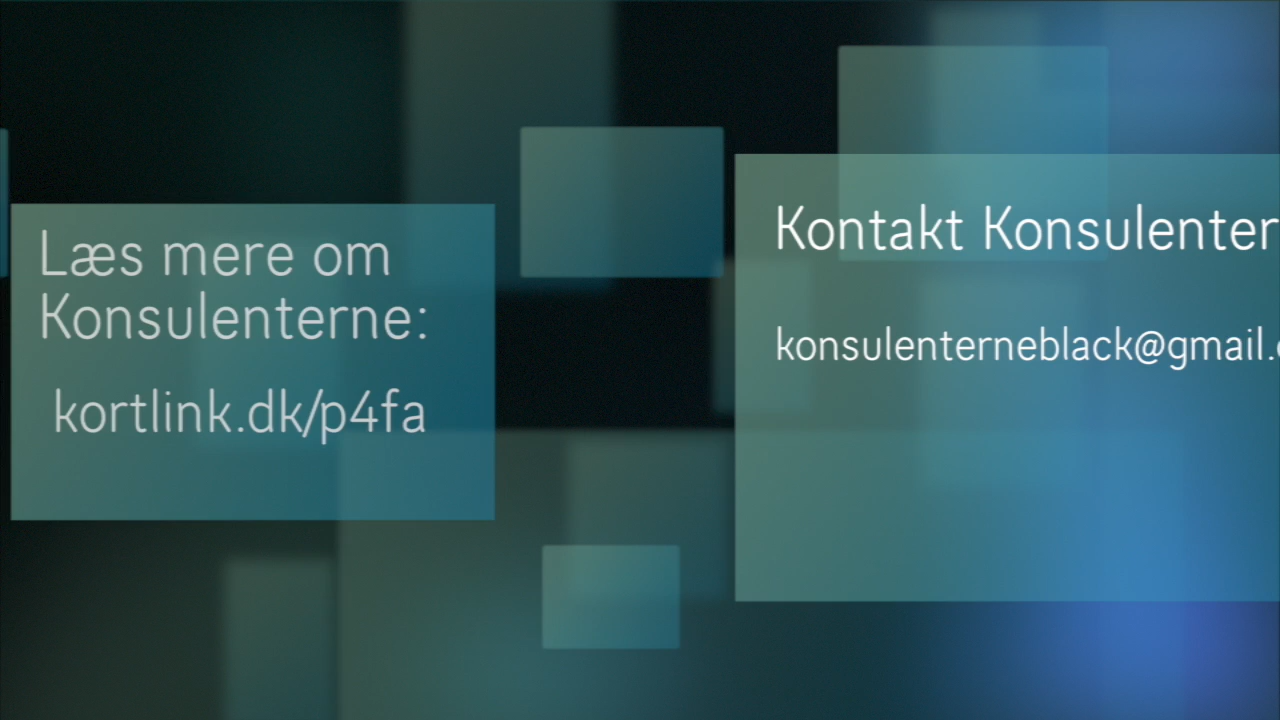 Læs mere om
Konsulenterne:
kortlink.dk/p4fa
Kontakt Konsulenter
konsulenterneblack@gmail.